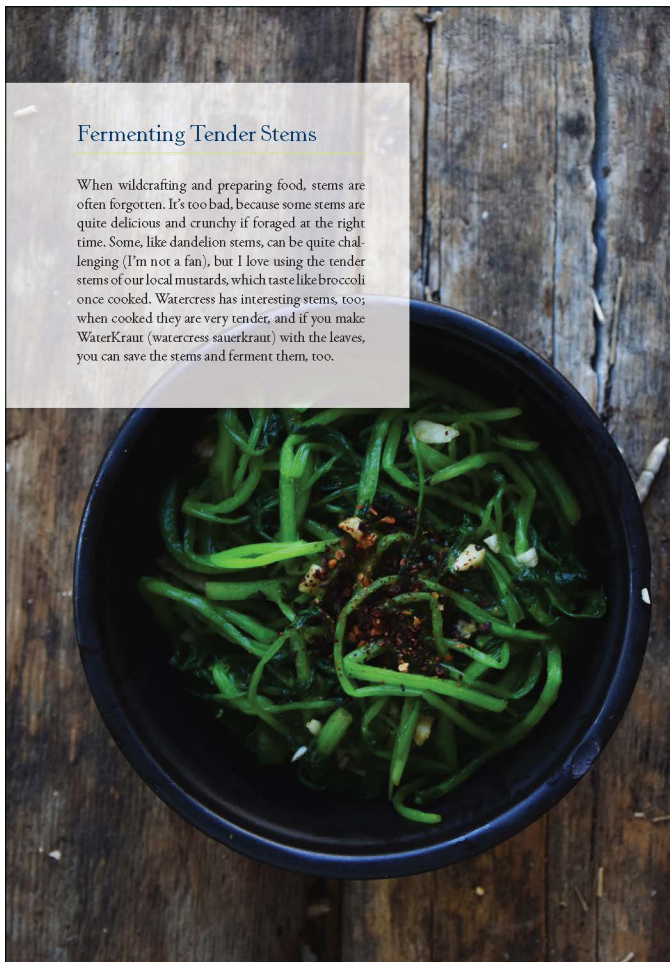 Fermenting Tender Stems
When wildcrafting and preparing food, stems are
often forgotten. It's too bad, because some stems are
quite delicious and crunchy if foraged at the right
time. Some, like dandelion stems, can be quite chal-
lenging (I'm not a fan), but I love using the tender
stems of our local mustards, which taste like broccoli
once cooked. Watercress has interesting stems, too;
when cooked they are very tender, and if you make
WaterKraut (watercress sauerkraut) with the leaves,
you can save the stems and ferment them, too.